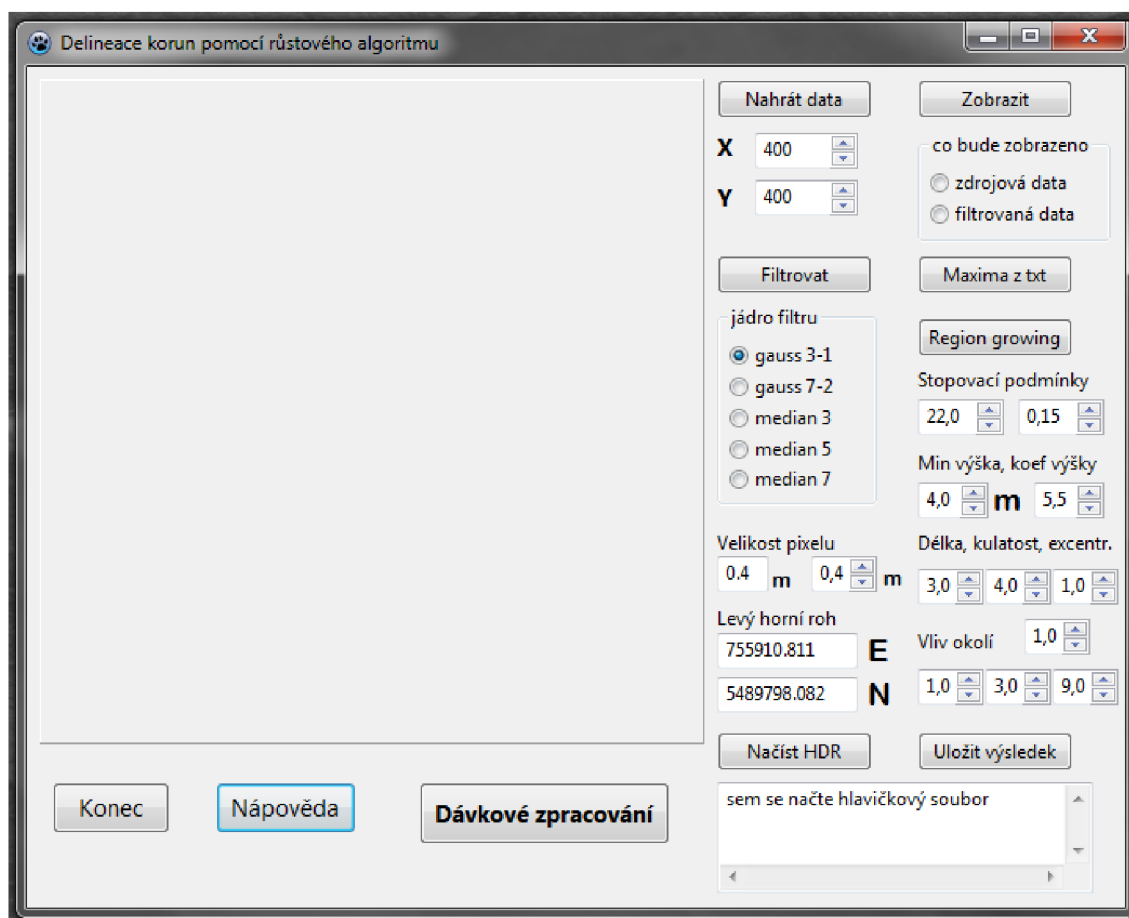 Delineace korun pomocí růstového algoritmu
Nahrát data
Zobrazit
X 400
Y 400
co bude zobrazeno
zdrojová data
filtrovaná data
Filtrovat
Maxima z txt
jádro filtru
gauss 3-1
gauss 7-2
median 3
median 5
median 7
Region growing
Stopovací podmínky
22,0 0,15
Min výška, koef výšky
4,0 m 5,5
Velikost pixelu
0.4 m 0,4 m
Délka, kulatost, excentr.
3,0 4,0 1,0
Levý horní roh
755910.811 E
5489798.082 N
Vliv okolí 1,0
1,0 3,0 9,0
Načíst HDR
Uložit výsledek
sem se načte hlavičkový soubor
Konec
Nápověda
Dávkové zpracování